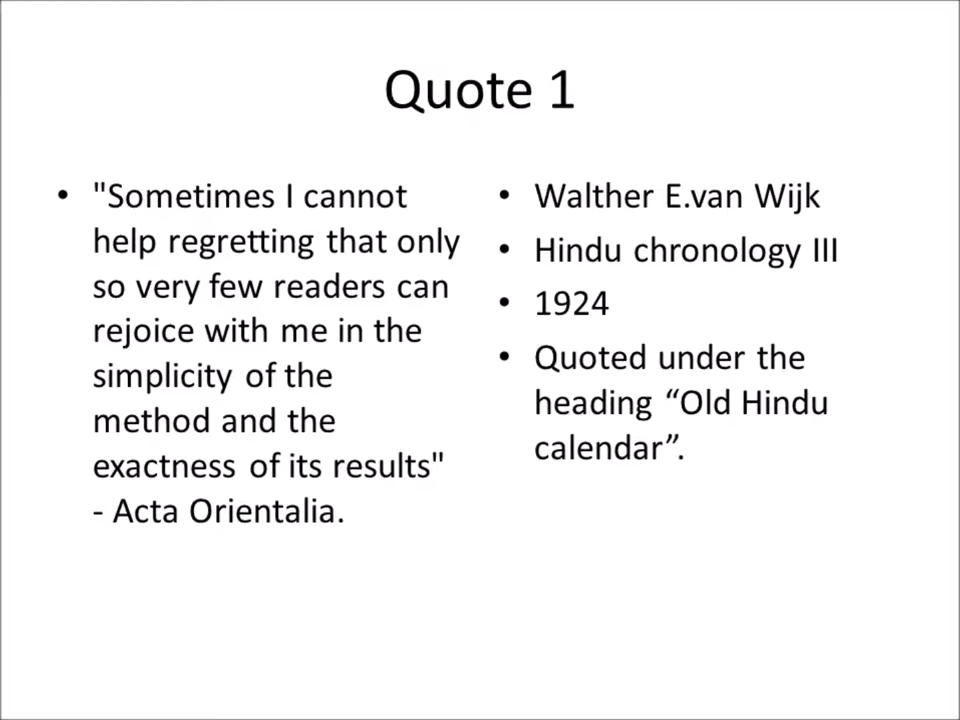 Quote 1
• "Sometimes I cannot
help regretting that only
so very few readers can
rejoice with me in the
simplicity of the
method and the
exactness of its results"
- Acta Orientalia.
• Walther E.van Wijk
• Hindu chronology III
• 1924
• Quoted under the
heading “Old Hindu
calendar”.